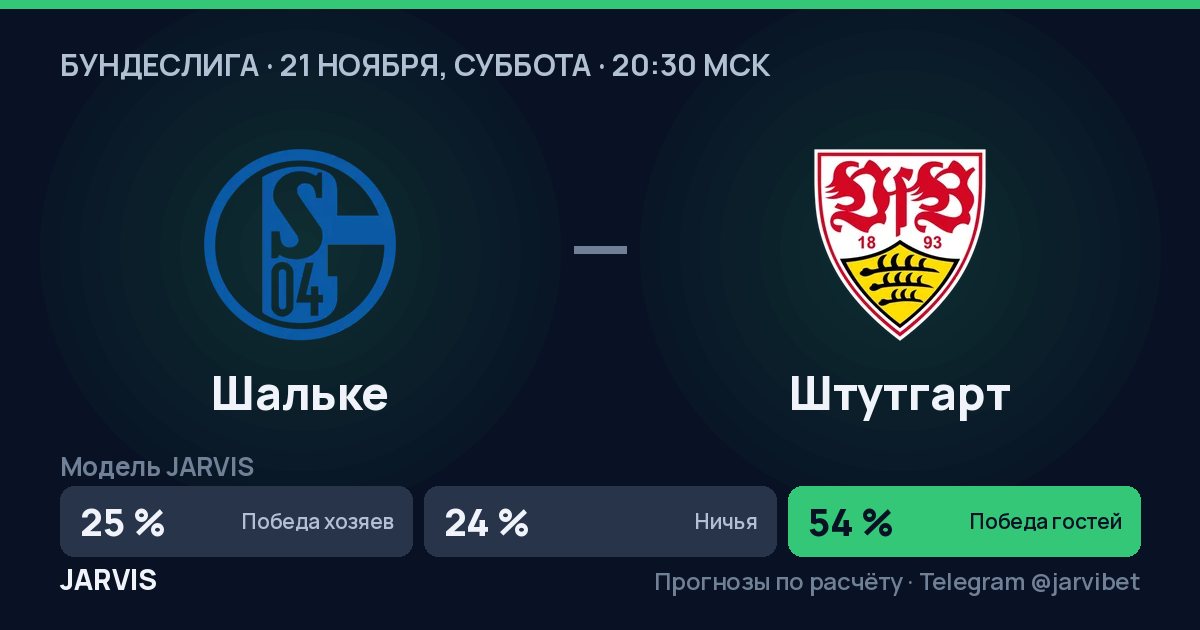 БУНДЕСЛИГА · 21 НОЯБРЯ, СУББОТА · 20:30 МСК
S
04
VfB
18 93
Шальке
Штутгарт
Модель JARVIS
25 % Победа хозяев
24 % Ничья
54 % Победа гостей
JARVIS
Прогнозы по расчёту · Telegram @jarvibet